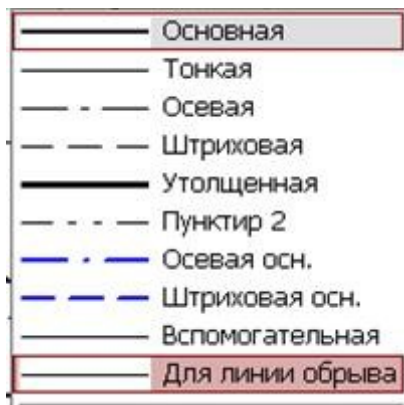 Основная
Тонкая
Осевая
Штриховая
Утолщенная
Пунктир 2
Осевая осн.
Штриховая осн.
Вспомогательная
Для линии обрыва